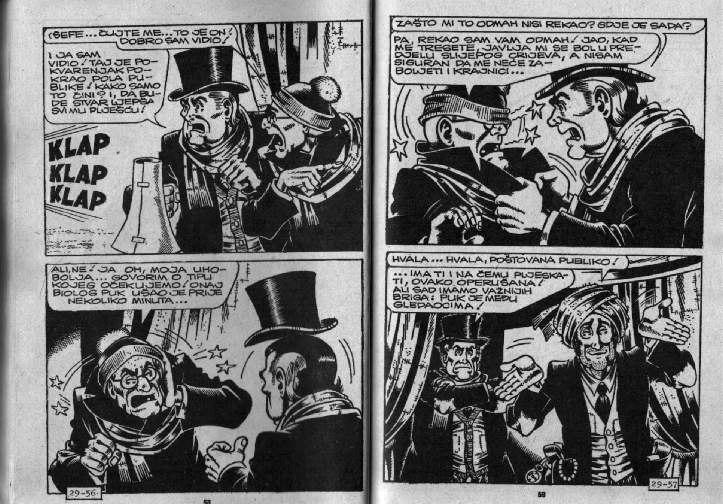 ŠEFE... ČUJTE ME... TO JE ON!
DOBRO SAM VIDIO!
I JA SAM
VIDIO! TAJ JE PO-
KVARENJAK PO-
KRAO POLA PU-
BLIKE! KAKO SAMO
TO ČINI? I, DA BU-
DE STVAR LJEPŠA
SVI MU PLJEŠĆU!
KLAP
KLAP
KLAP
ALI, NE! JA OH, MOJA UHO-
BOLJA... GOVORIM O TIPU
KOJEG OČEKUJEMO! ONAJ
BIOLOG PUK UŠAO JE PRIJE
NEKOLIKO MINUTA...
29-56
ZAŠTO MI TO ODMAH NISI REKAO? GDJE JE SADA?
PA, REKAO SAM VAM ODMAH! JAO, KAD
ME TRESETE, JAVLJA MI SE BOL U PRE-
DJELU SLIJEPOG CRIJEVA, A NISAM
SIGURAN DA ME NEĆE ZA-
BOLJETI I KRAJNICI...
HVALA... HVALA, POŠTOVANA PUBLIKO!
... IMA TI I NA ČEMU PLJESKA-
TI, OVAKO OPERUŠANA!
ALI SAD IMAMO VAŽNIJIH
BRIGA: PUK JE MEĐU
GLEDAOCIMA!
29-57